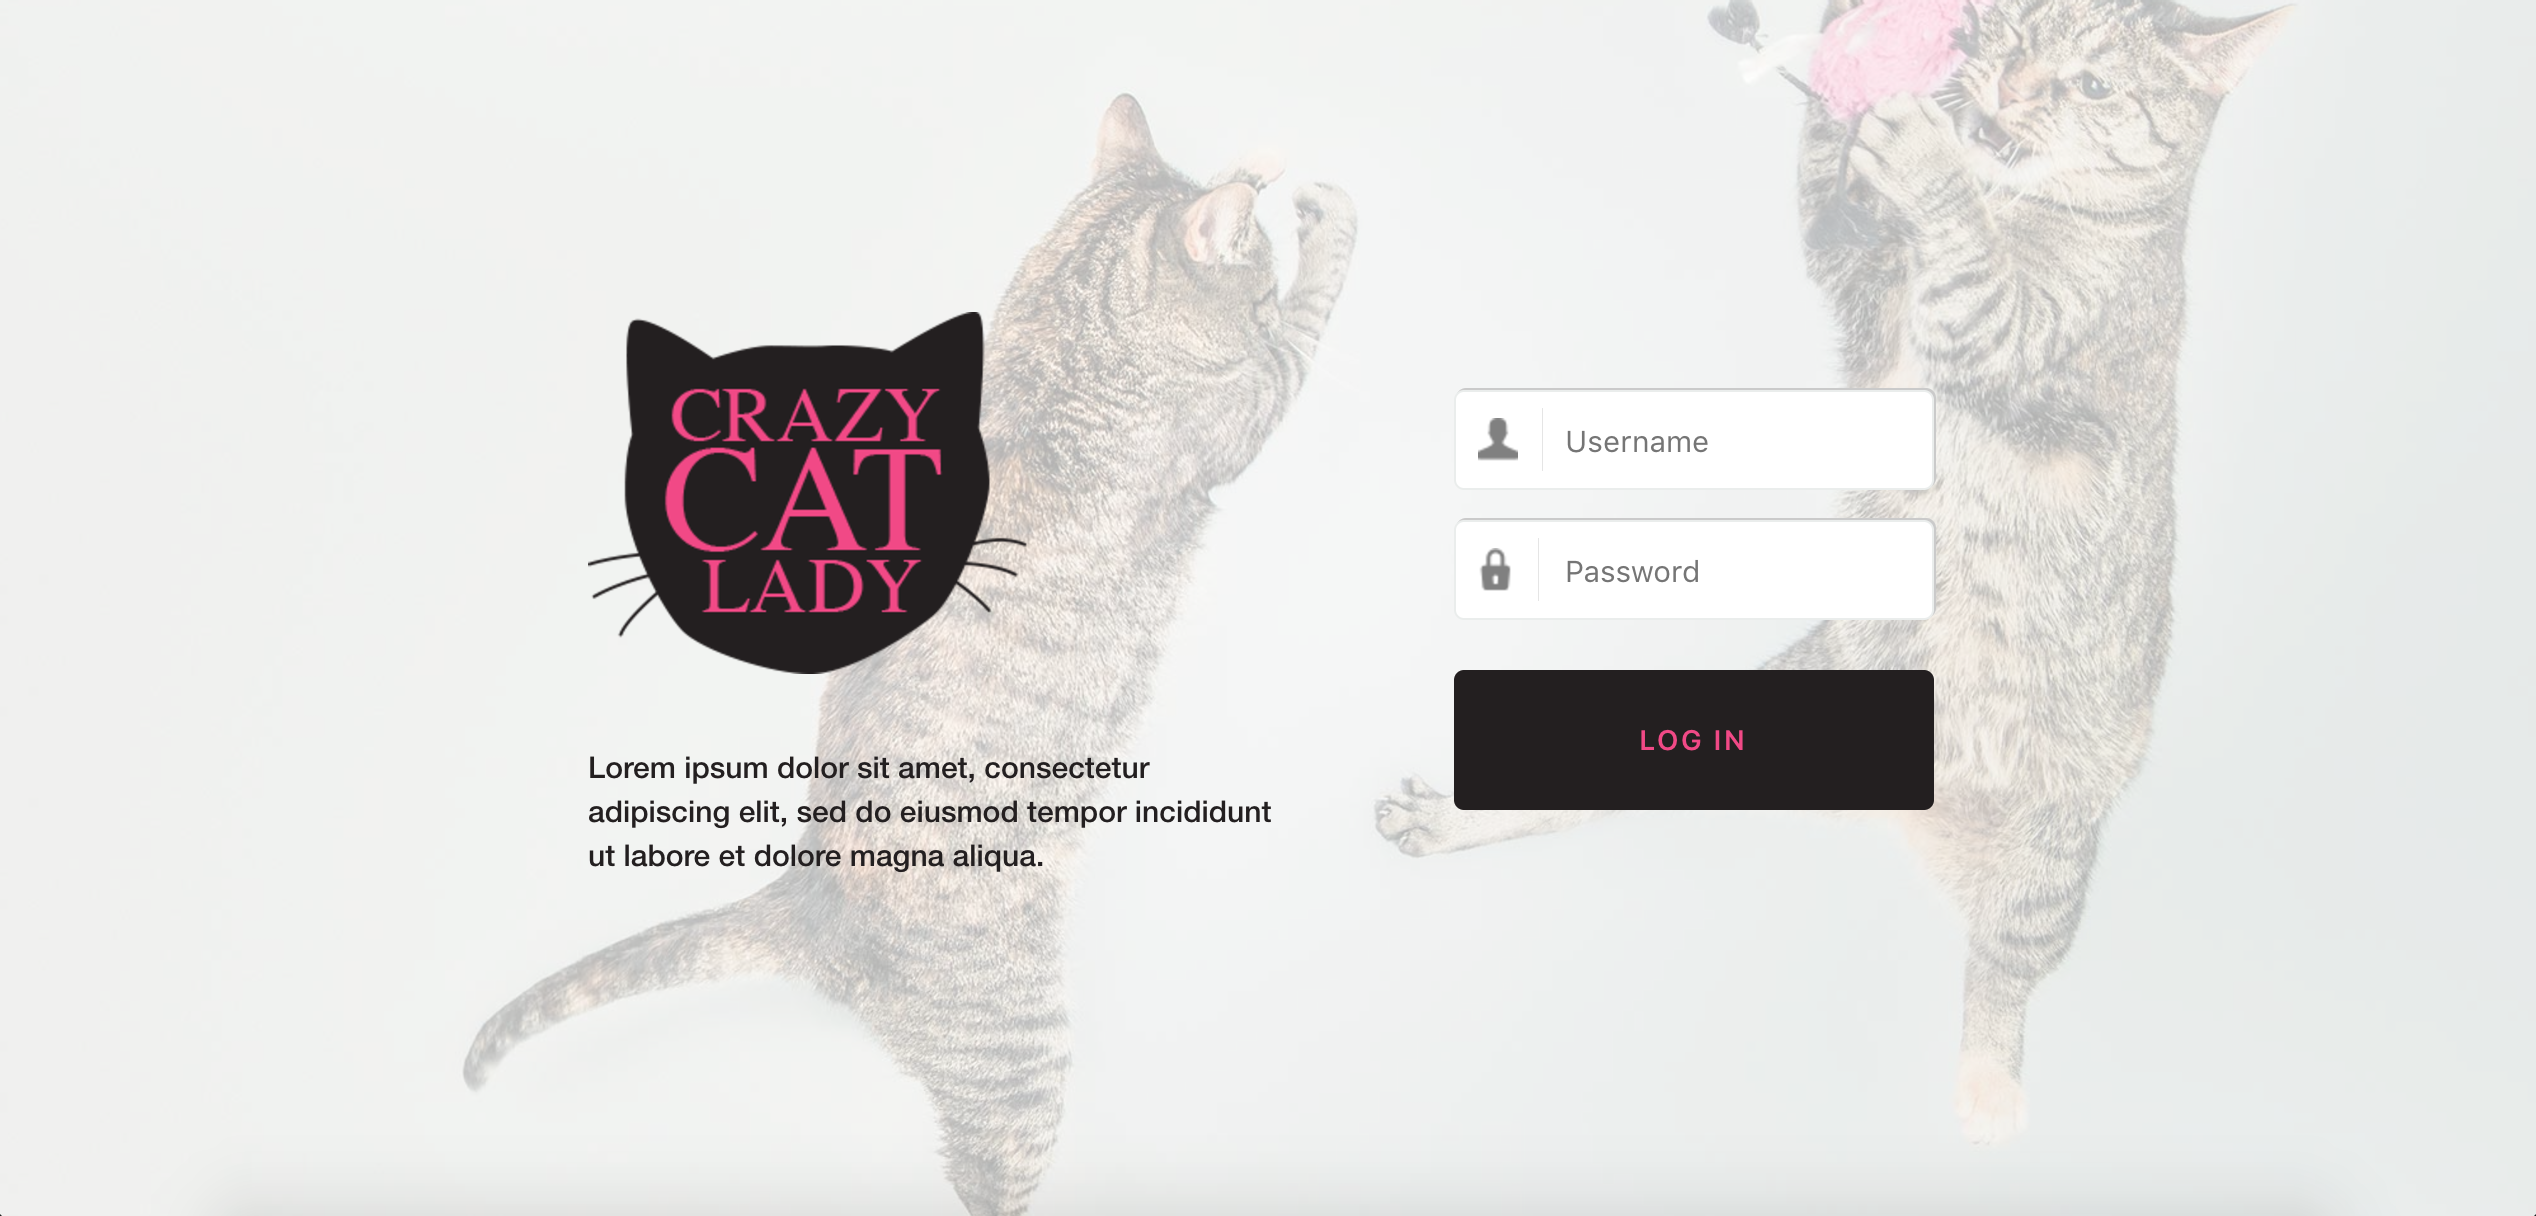 CRAZY
CAT
LADY
Lorem ipsum dolor sit amet, consectetur
adipiscing elit, sed do eiusmod tempor incididunt
ut labore et dolore magna aliqua.
Username
Password
LOG IN